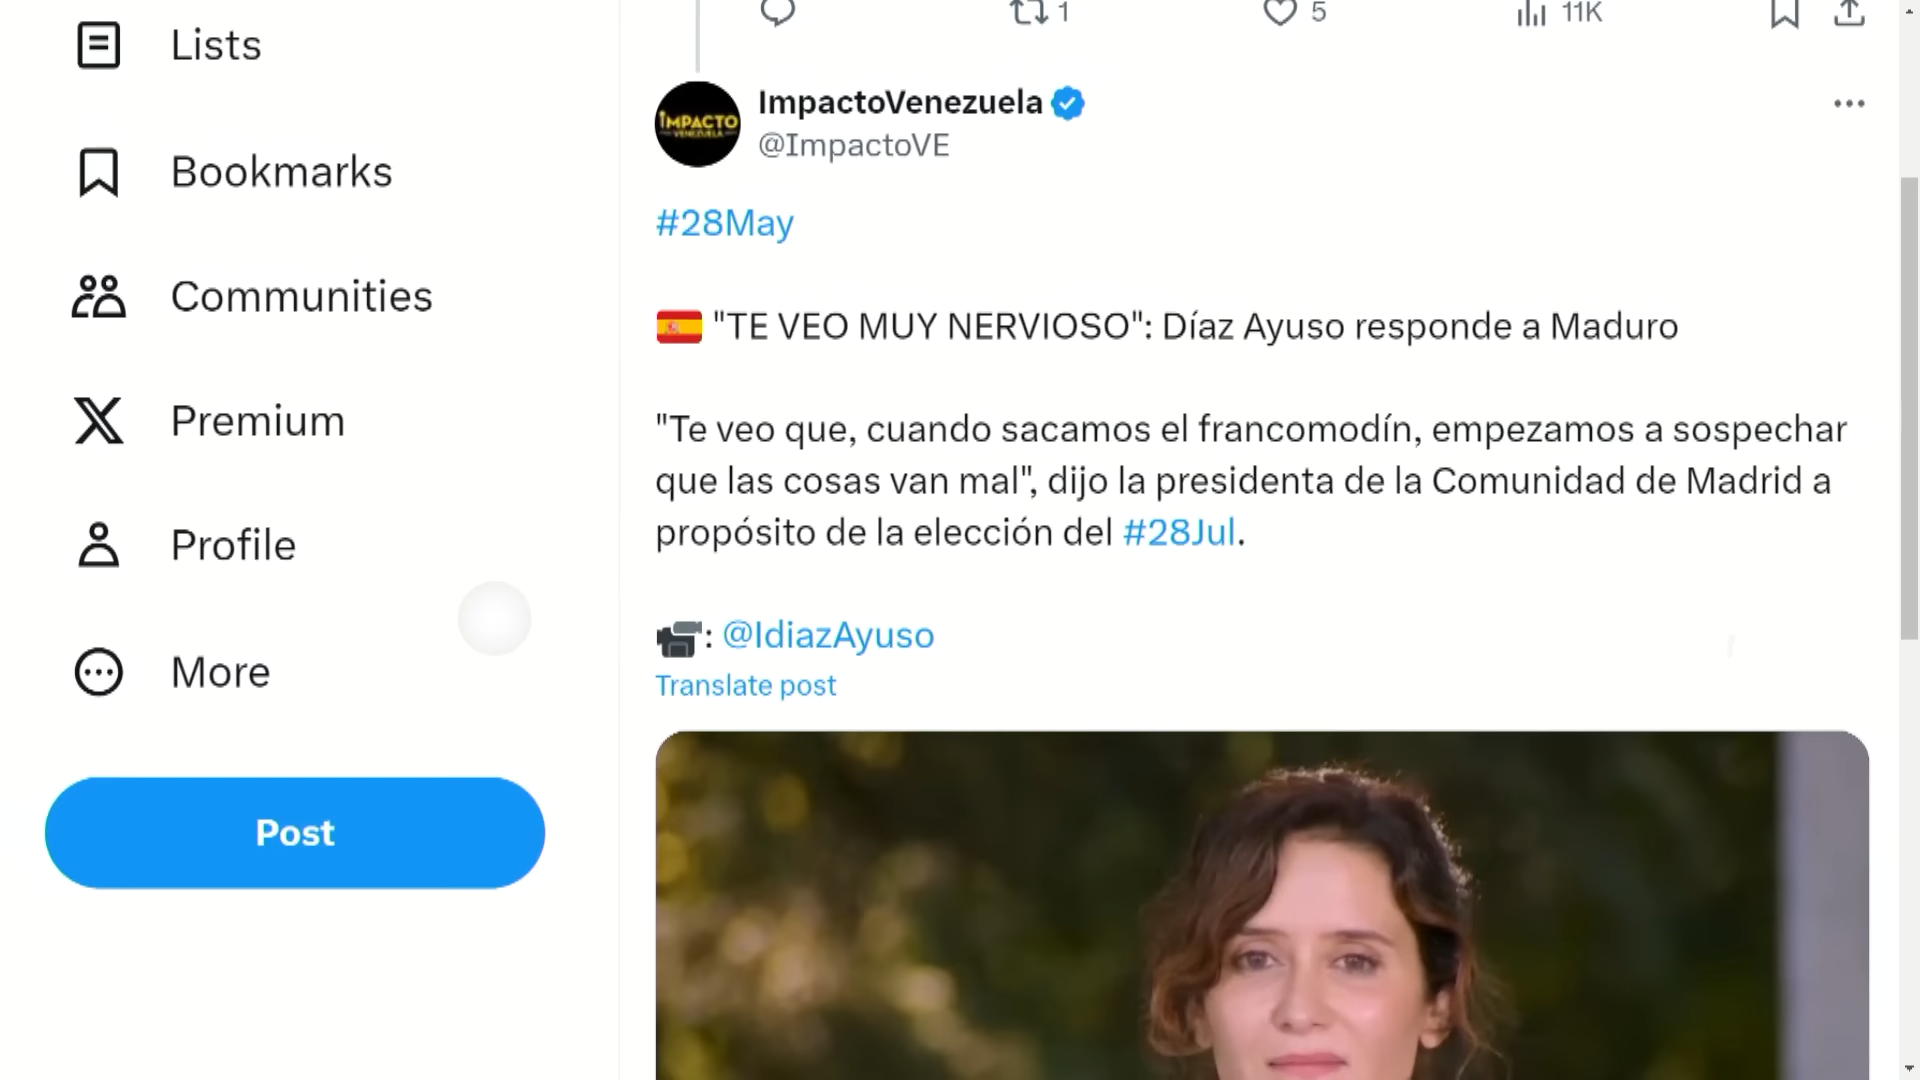 Lists
Bookmarks
Communities
Premium
Profile
More
Post
1
5
11K
IMPACTO
VENEZUELA
ImpactoVenezuela
@ImpactoVE
#28May
"TE VEO MUY NERVIOSO": Díaz Ayuso responde a Maduro
"Te veo que, cuando sacamos el francomodín, empezamos a sospechar
que las cosas van mal", dijo la presidenta de la Comunidad de Madrid a
propósito de la elección del #28Jul.
: @IdiazAyuso
Translate post